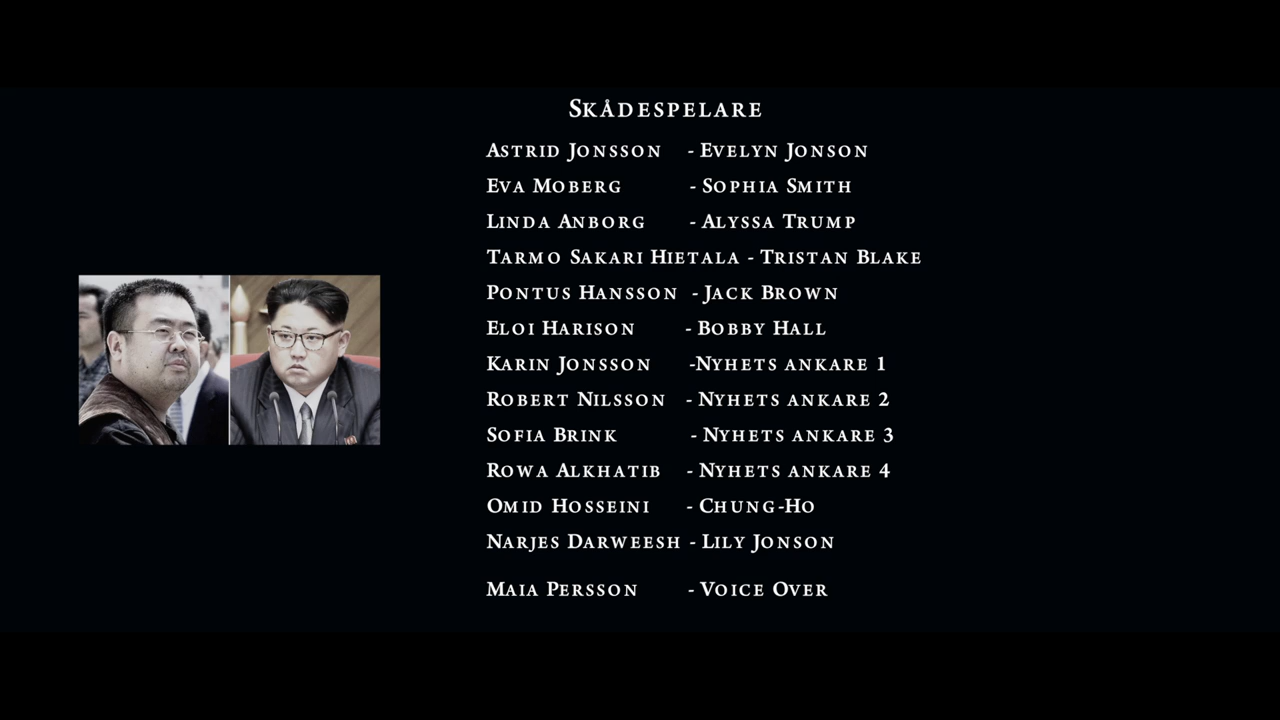 SKÅDESPELARE
ASTRID JONSSON - EVELYN JONSON
EVA MOBERG - SOPHIA SMITH
LINDA ANBORG - ALYSSA TRUMP
TARMO SAKARI HIETALA - TRISTAN BLAKE
PONTUS HANSSON - JACK BROWN
ELOI HARISON - BOBBY HALL
KARIN JONSSON -NYHETS ANKARE 1
ROBERT NILSSON - NYHETS ANKARE 2
SOFIA BRINK - NYHETS ANKARE 3
ROWA ALKHATIB - NYHETS ANKARE 4
OMID HOSSEINI - CHUNG-HO
NARJES DARWEESH - LILY JONSON
MAIA PERSSON - VOICE OVER